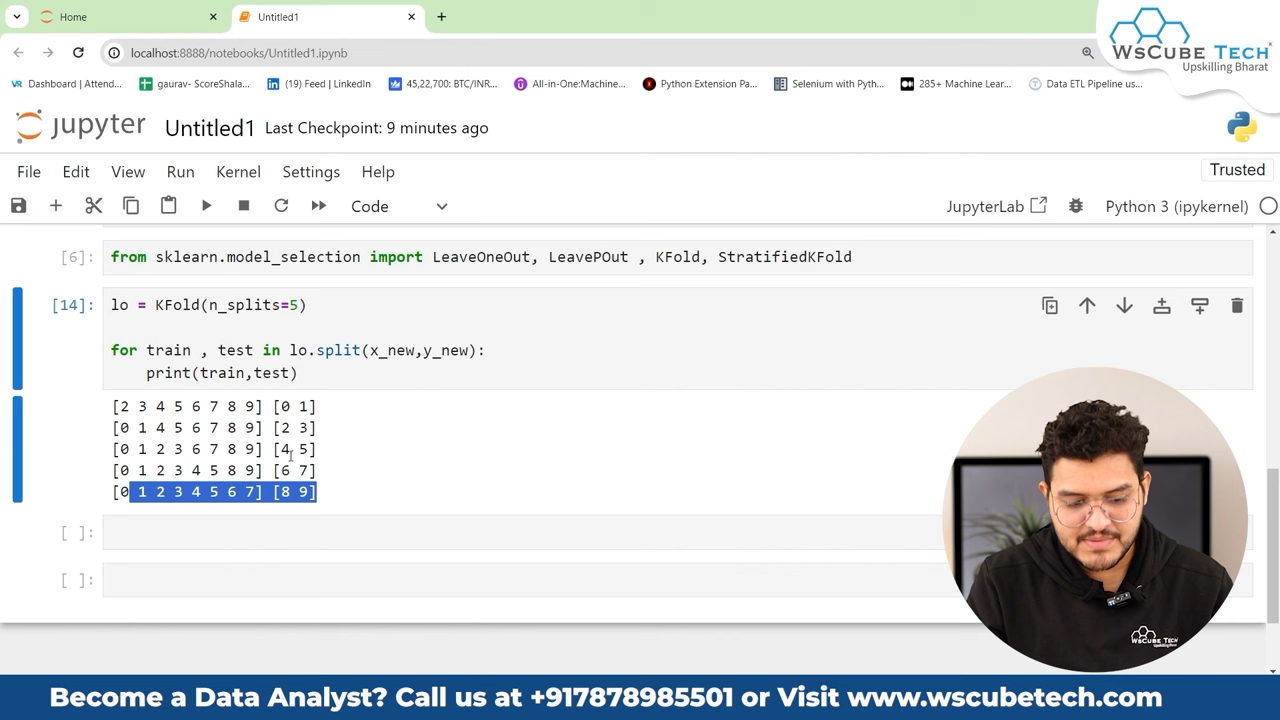 Home
Untitled1
localhost:8888/notebooks/Untitled1.ipynb
WsCube Tech
Upskilling Bharat
VR Dashboard | Attend... gaurav- ScoreShala... (19) Feed | LinkedIn 45,22,700: BTC/INR... All-in-One:Machine... Python Extension Pa... Selenium with Pyth... 285+ Machine Lear... Data ETL Pipeline us...
jupyter Untitled1 Last Checkpoint: 9 minutes ago
File Edit View Run Kernel Settings Help
Trusted
Code JupyterLab Python 3 (ipykernel)
[6]: from sklearn.model_selection import LeaveOneOut, LeavePOut , KFold, StratifiedKFold
[14]: lo = KFold(n_splits=5)
for train , test in lo.split(x_new,y_new):
print(train,test)
[2 3 4 5 6 7 8 9] [0 1]
[0 1 4 5 6 7 8 9] [2 3]
[0 1 2 3 6 7 8 9] [4 5]
[0 1 2 3 4 5 8 9] [6 7]
[0 1 2 3 4 5 6 7] [8 9]
[ ]:
[ ]:
WsCube Tech
Upskilling Bharat
Become a Data Analyst? Call us at +917878985501 or Visit www.wscubetech.com